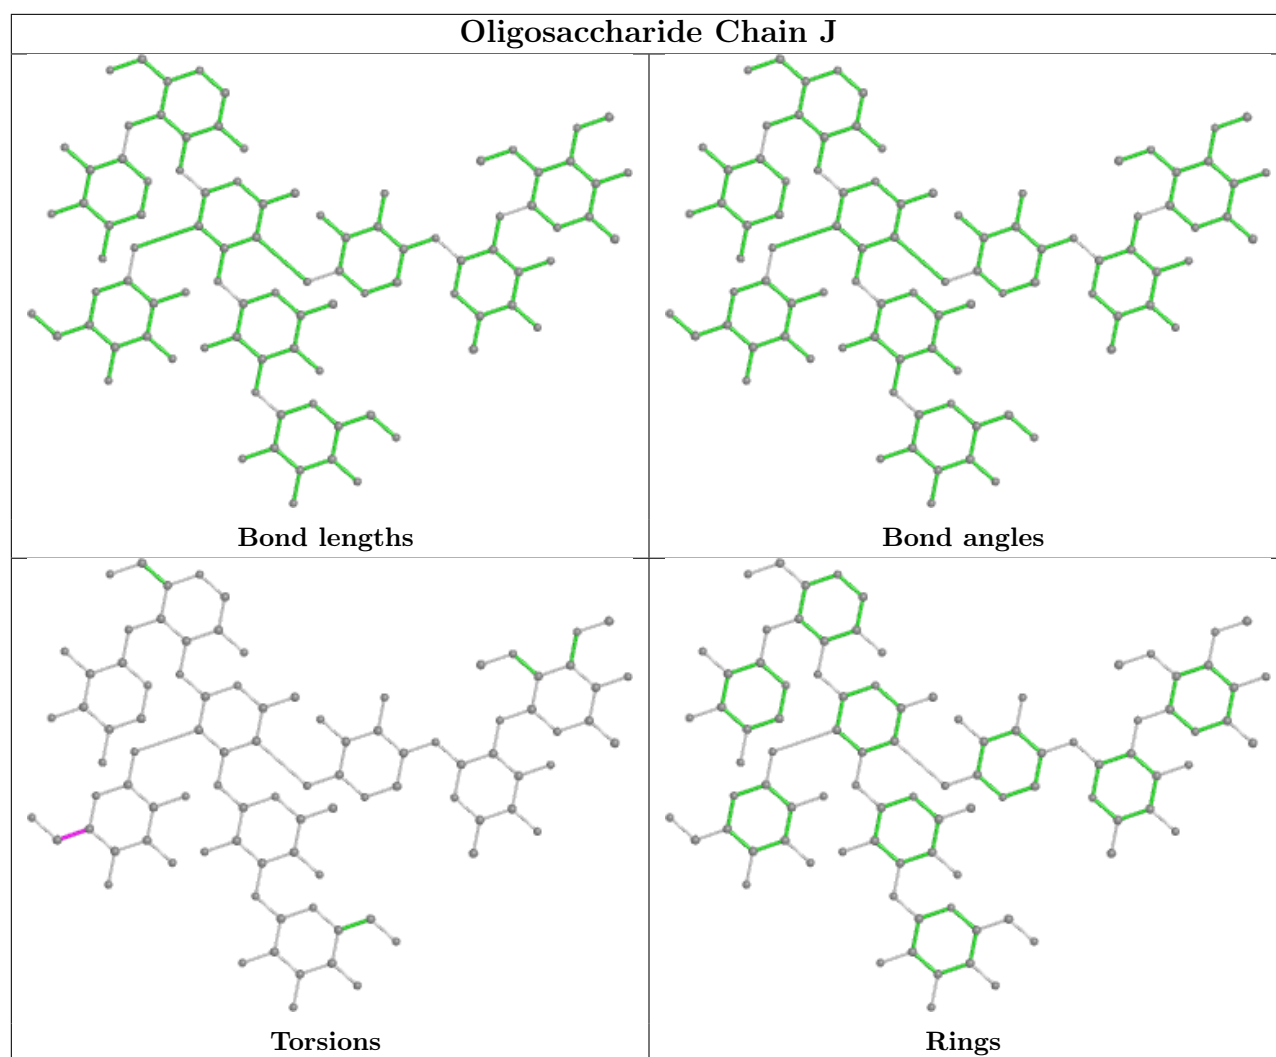 Oligosaccharide Chain J
Bond lengths
Bond angles
Torsions
Rings